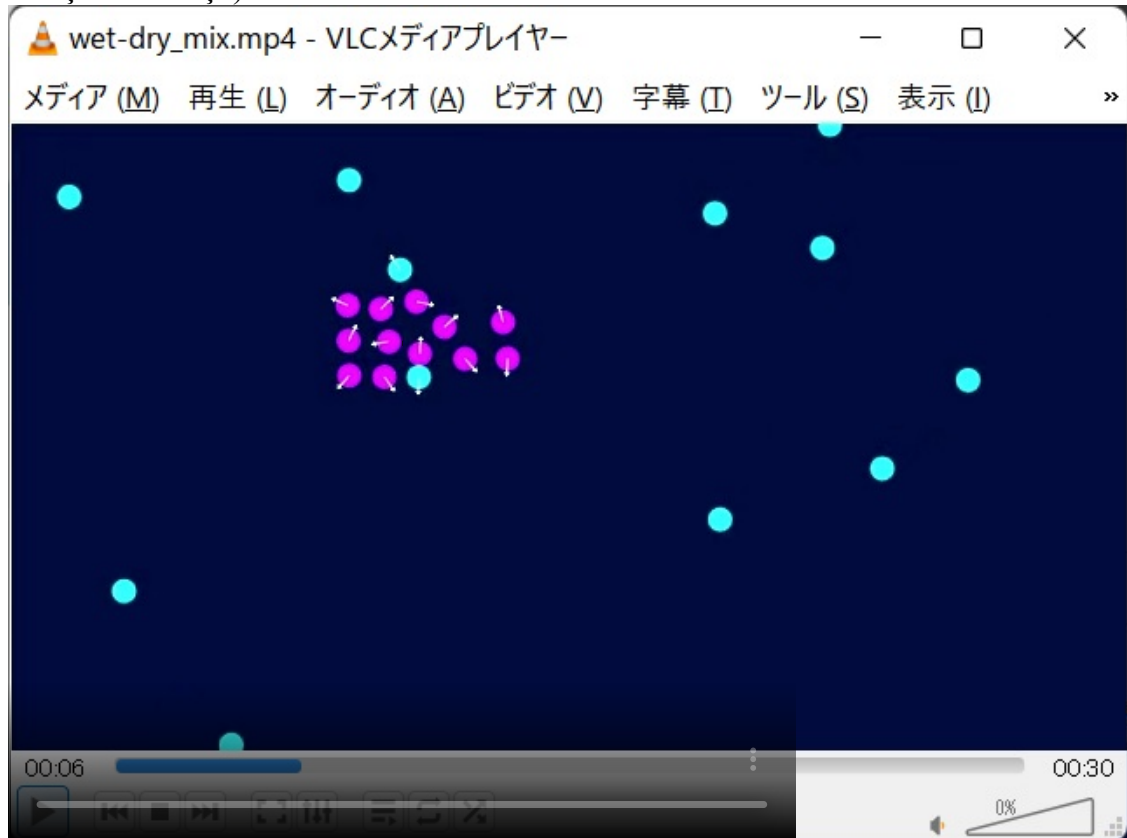 wet-dry_mix.mp4 - VLCメディアプレイヤー
メディア (M) 再生 (L) オーディオ (A) ビデオ (V) 字幕 (T) ツール (S) 表示 (I) »
00:06 00:30
0%